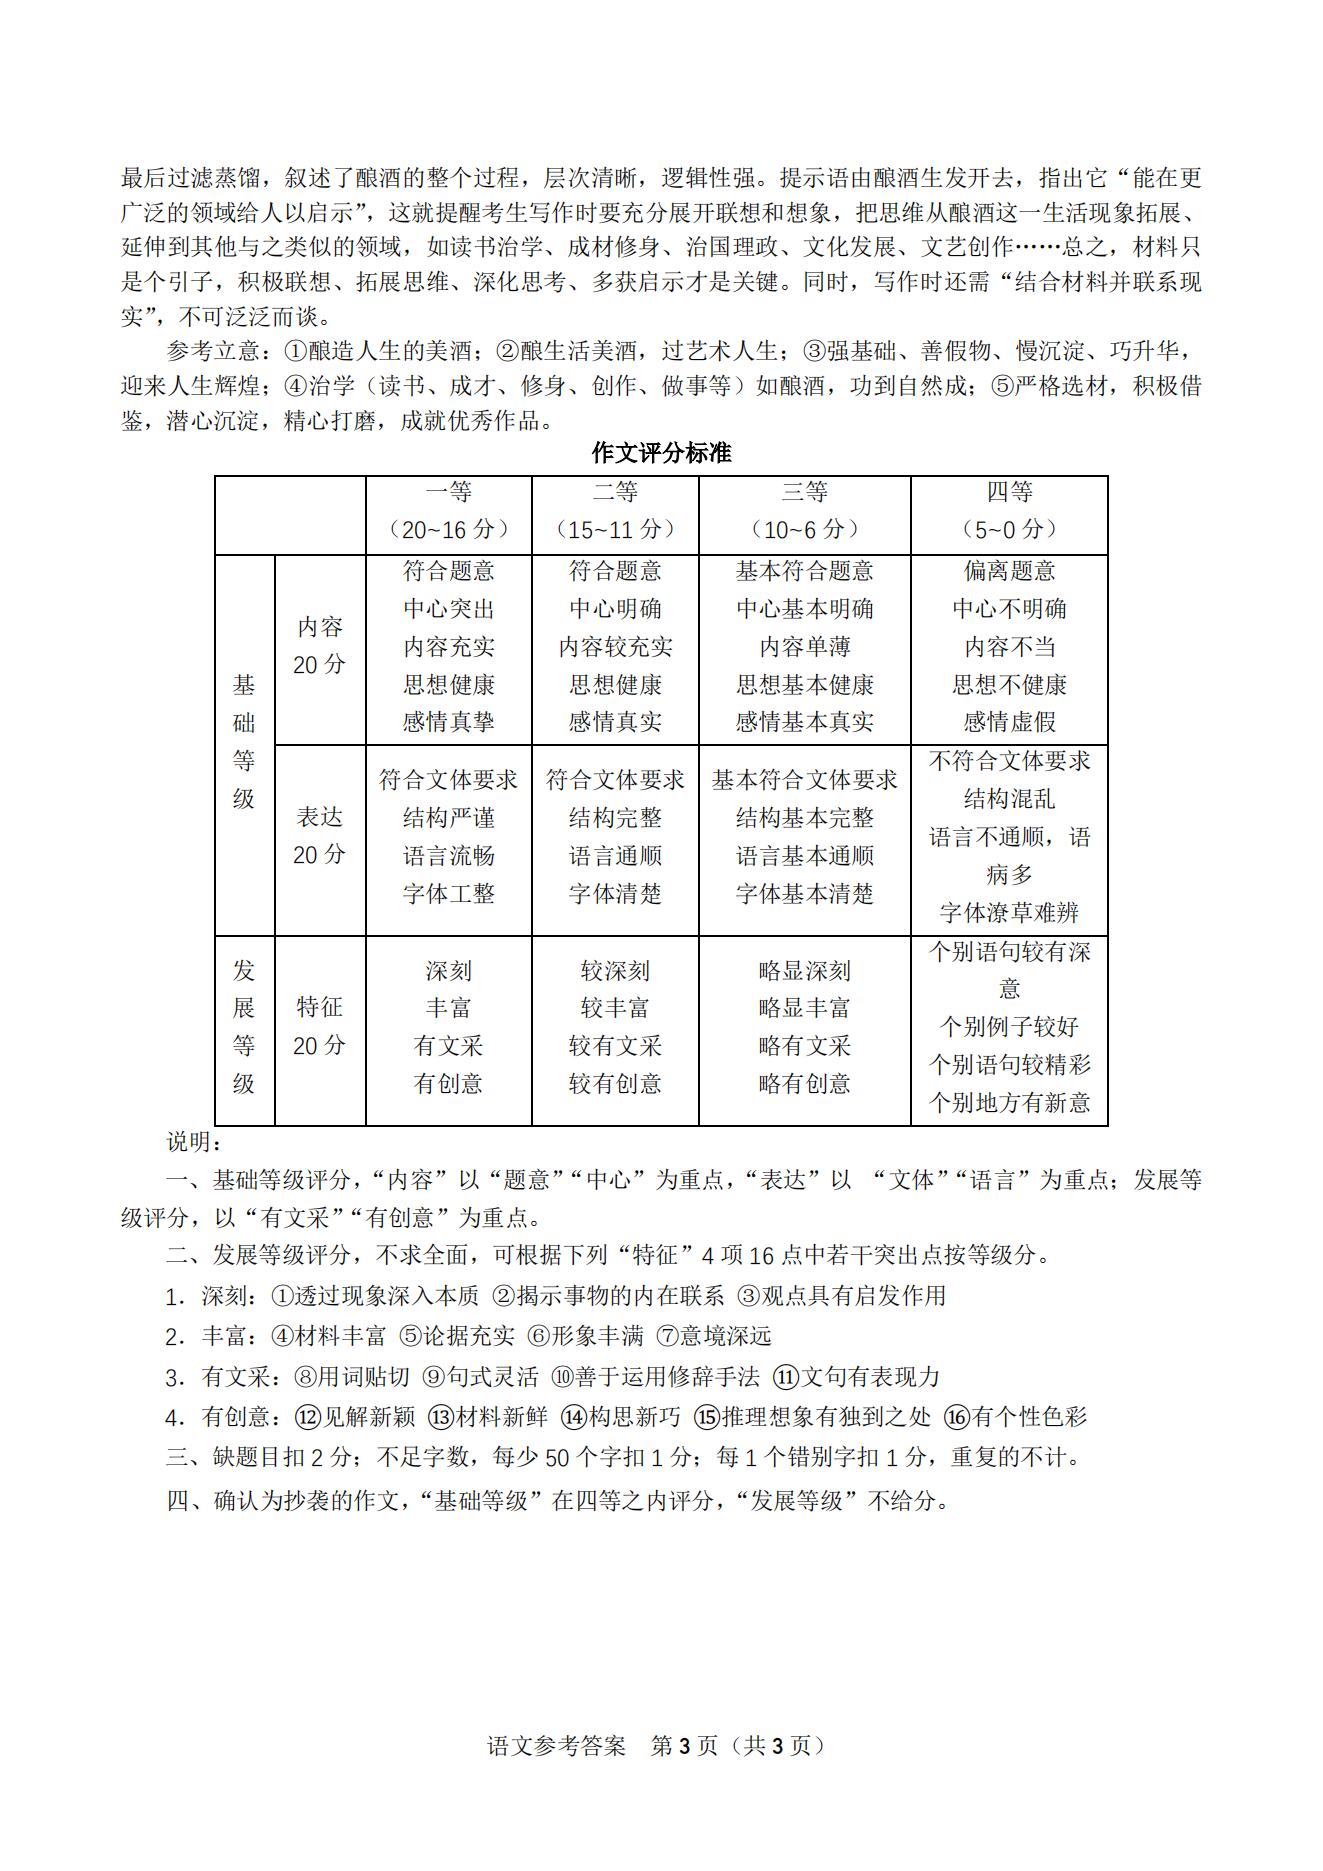 最后过滤蒸馏，叙述了酿酒的整个过程，层次清晰，逻辑性强。提示语由酿酒生发开去，指出它“能在更
广泛的领域给人以启示”，这就提醒考生写作时要充分展开联想和想象，把思维从酿酒这一生活现象拓展、
延伸到其他与之类似的领域，如读书治学、成材修身、治国理政、文化发展、文艺创作……总之，材料只
是个引子，积极联想、拓展思维、深化思考、多获启示才是关键。同时，写作时还需“结合材料并联系现
实”，不可泛泛而谈。
参考立意：①酿造人生的美酒；②酿生活美酒，过艺术人生；③强基础、善假物、慢沉淀、巧升华，
迎来人生辉煌；④治学（读书、成才、修身、创作、做事等）如酿酒，功到自然成；⑤严格选材，积极借
鉴，潜心沉淀，精心打磨，成就优秀作品。
作文评分标准
一等
（20~16 分）
二等
（15~11 分）
三等
（10~6 分）
四等
（5~0 分）
基
础
等
级
内容
20 分
符合题意
中心突出
内容充实
思想健康
感情真挚
符合题意
中心明确
内容较充实
思想健康
感情真实
基本符合题意
中心基本明确
内容单薄
思想基本健康
感情基本真实
偏离题意
中心不明确
内容不当
思想不健康
感情虚假
表达
20 分
符合文体要求
结构严谨
语言流畅
字体工整
符合文体要求
结构完整
语言通顺
字体清楚
基本符合文体要求
结构基本完整
语言基本通顺
字体基本清楚
不符合文体要求
结构混乱
语言不通顺，语
病多
字体潦草难辨
发
展
等
级
特征
20 分
深刻
丰富
有文采
有创意
较深刻
较丰富
较有文采
较有创意
略显深刻
略显丰富
略有文采
略有创意
个别语句较有深
意
个别例子较好
个别语句较精彩
个别地方有新意
说明：
一、基础等级评分，“内容”以“题意”“中心”为重点，“表达”以 “文体”“语言”为重点；发展等
级评分，以“有文采”“有创意”为重点。
二、发展等级评分，不求全面，可根据下列“特征”4 项 16 点中若干突出点按等级分。
1．深刻：①透过现象深入本质 ②揭示事物的内在联系 ③观点具有启发作用
2．丰富：④材料丰富 ⑤论据充实 ⑥形象丰满 ⑦意境深远
3．有文采：⑧用词贴切 ⑨句式灵活 ⑩善于运用修辞手法 ⑪文句有表现力
4．有创意：⑫见解新颖 ⑬材料新鲜 ⑭构思新巧 ⑮推理想象有独到之处 ⑯有个性色彩
三、缺题目扣 2 分；不足字数，每少 50 个字扣 1 分；每 1 个错别字扣 1 分，重复的不计。
四、确认为抄袭的作文，“基础等级”在四等之内评分，“发展等级”不给分。
语文参考答案 第 3 页（共 3 页）